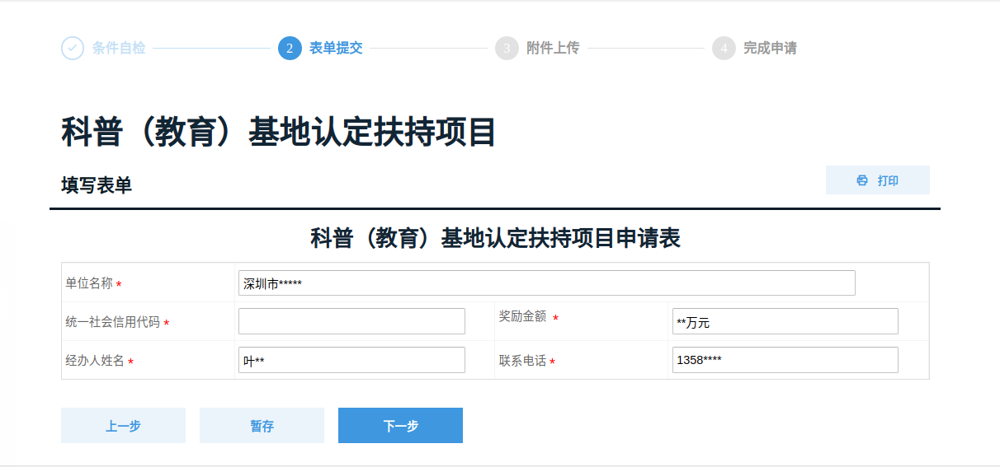 条件自检 2 表单提交 3 附件上传 4 完成申请
科普（教育）基地认定扶持项目
填写表单 打印
科普（教育）基地认定扶持项目申请表
单位名称 * 深圳市*****
统一社会信用代码 * 奖励金额 * **万元
经办人姓名 * 叶** 联系电话 * 1358****
上一步 暂存 下一步